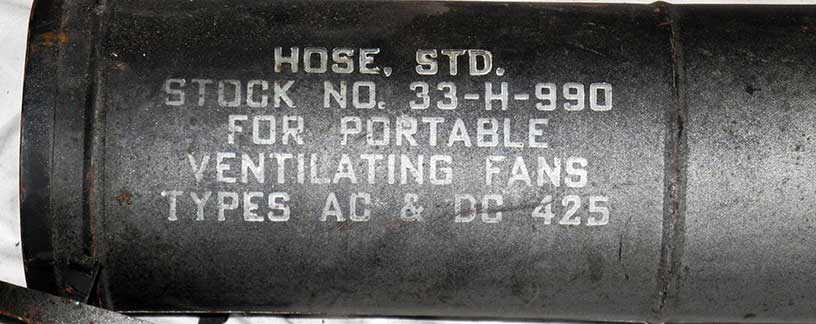 HOSE, STD.
STOCK NO. 33-H-990
FOR PORTABLE
VENTILATING FANS
TYPES AC & DC 425